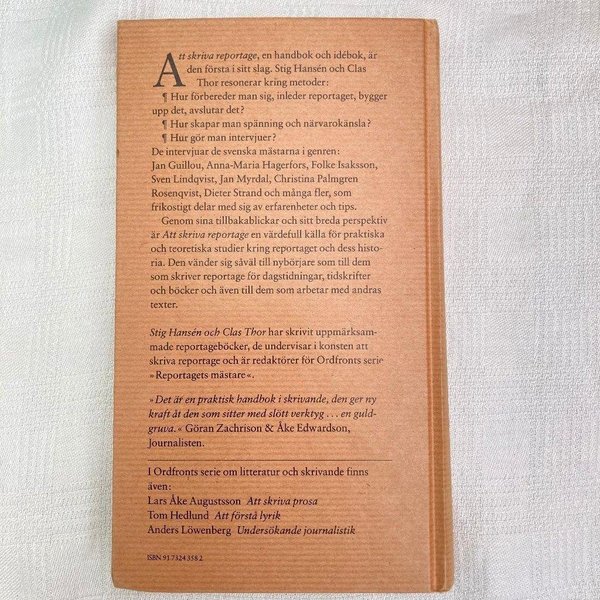 Att skriva reportage, en handbok och idébok, är
den första i sitt slag. Stig Hansén och Clas
Thor resonerar kring metoder:
¶ Hur förbereder man sig, inleder reportaget, bygger
upp det, avslutar det?
¶ Hur skapar man spänning och närvarokänsla?
¶ Hur gör man intervjuer?
De intervjuar de svenska mästarna i genren:
Jan Guillou, Anna-Maria Hagerfors, Folke Isaksson,
Sven Lindqvist, Jan Myrdal, Christina Palmgren
Rosenqvist, Dieter Strand och många fler, som
frikostigt delar med sig av erfarenheter och tips.
Genom sina tillbakablickar och sitt breda perspektiv
är Att skriva reportage en värdefull källa för praktiska
och teoretiska studier kring reportaget och dess histo-
ria. Den vänder sig såväl till nybörjare som till dem
som skriver reportage för dagstidningar, tidskrifter
och böcker och även till dem som arbetar med andras
texter.
Stig Hansén och Clas Thor har skrivit uppmärksam-
made reportageböcker, de undervisar i konsten att
skriva reportage och är redaktörer för Ordfronts serie
»Reportagets mästare«.
»Det är en praktisk handbok i skrivande, den ger ny
kraft åt den som sitter med slött verktyg ... en guld-
gruva.« Göran Zachrison & Åke Edwardson,
Journalisten.
I Ordfronts serie om litteratur och skrivande finns
även:
Lars Åke Augustsson Att skriva prosa
Tom Hedlund Att förstå lyrik
Anders Löwenberg Undersökande journalistik
ISBN 91 7324 358 2